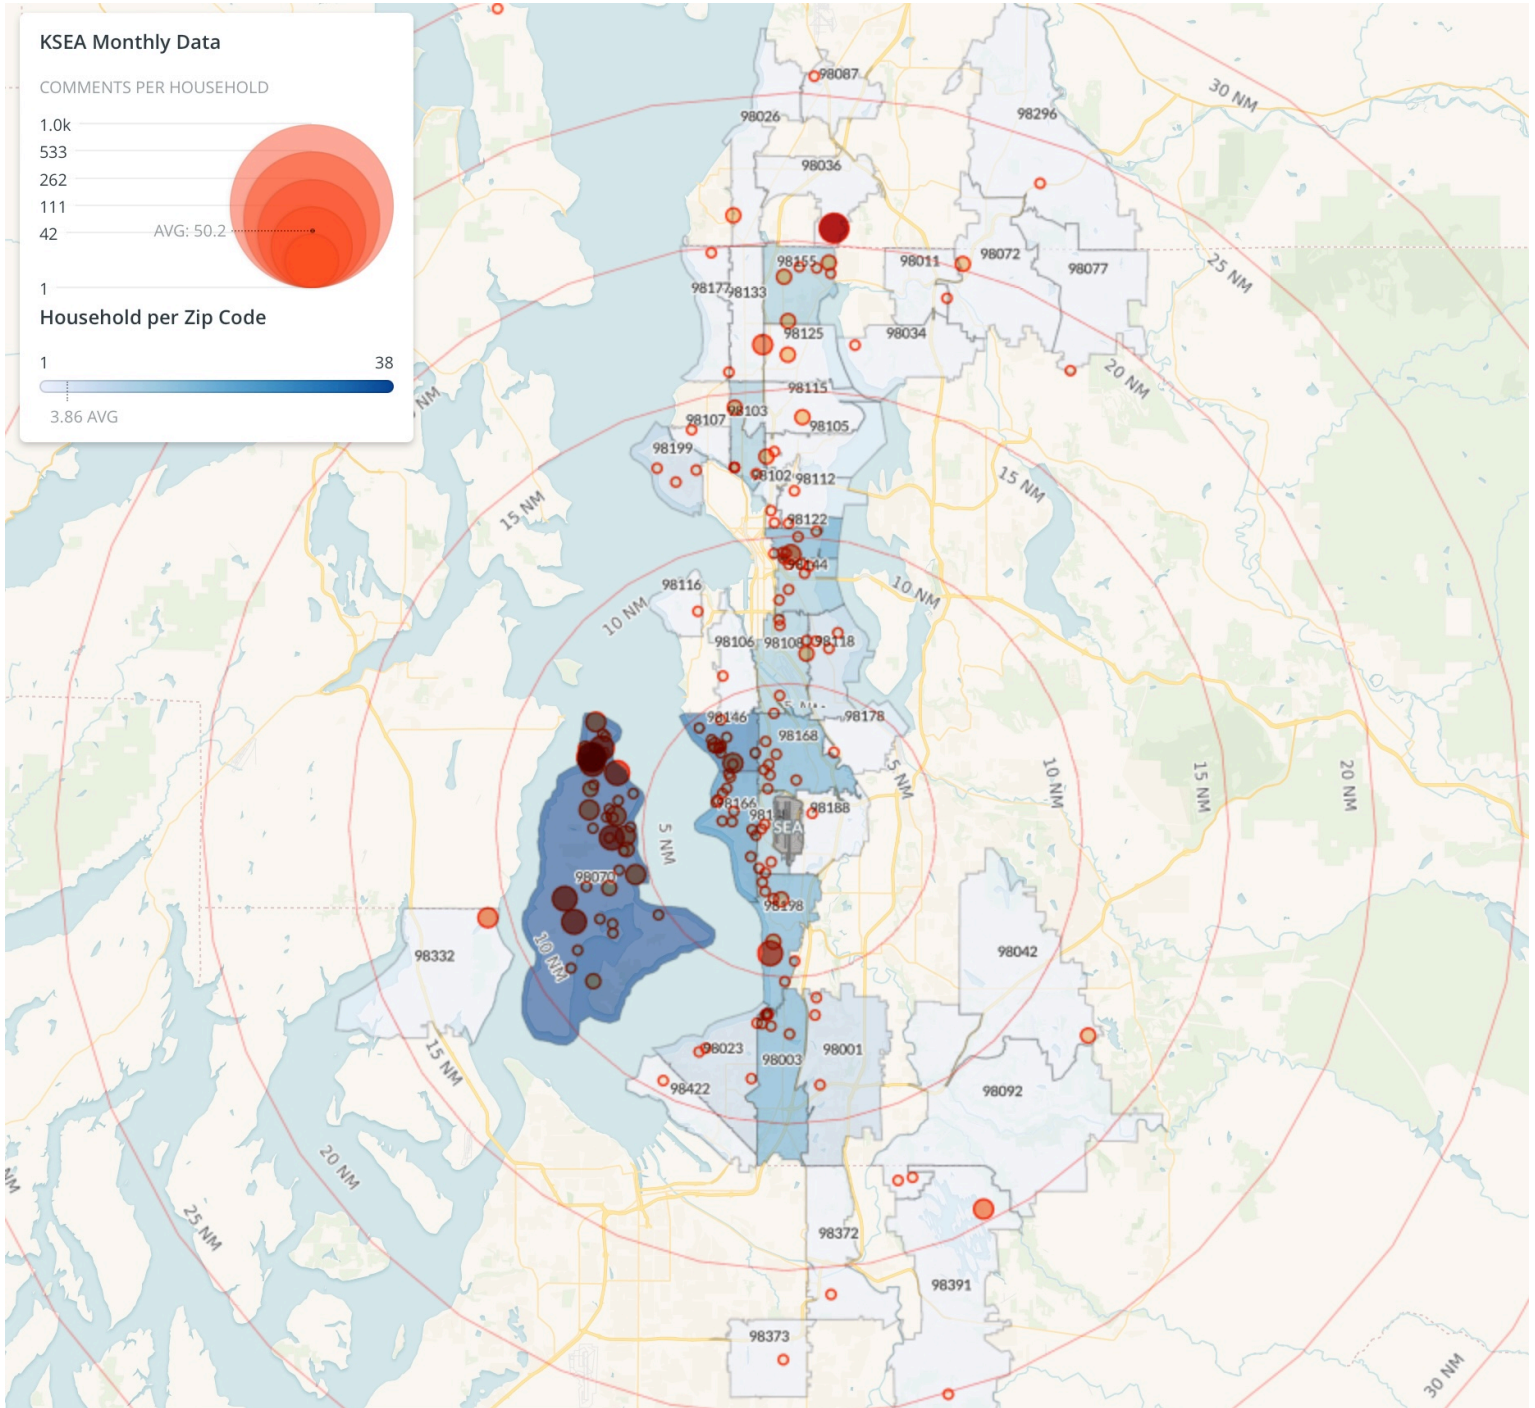 KSEA Monthly Data
COMMENTS PER HOUSEHOLD
1.0k
533
262
111
42
AVG: 50.2
1
Household per Zip Code
1 38
3.86 AVG
98087
30 NM
98296
98026
98036
98155
98011
98072
98077
25 NM
98177
98133
98125
98034
20 NM
98115
NM
98103
98107
98105
98199
98102
98112
15 NM
15 NM
98122
98144
98116
10 NM
10 NM
98106
98108
98118
98146
98178
98168
5 NM
10 NM
15 NM
20 NM
98166
98188
SEA
5 NM
98070
98198
98332
10 NM
98042
98023
98003
98001
15 NM
98422
98092
20 NM
NM
25 NM
98372
98391
98373
30 NM